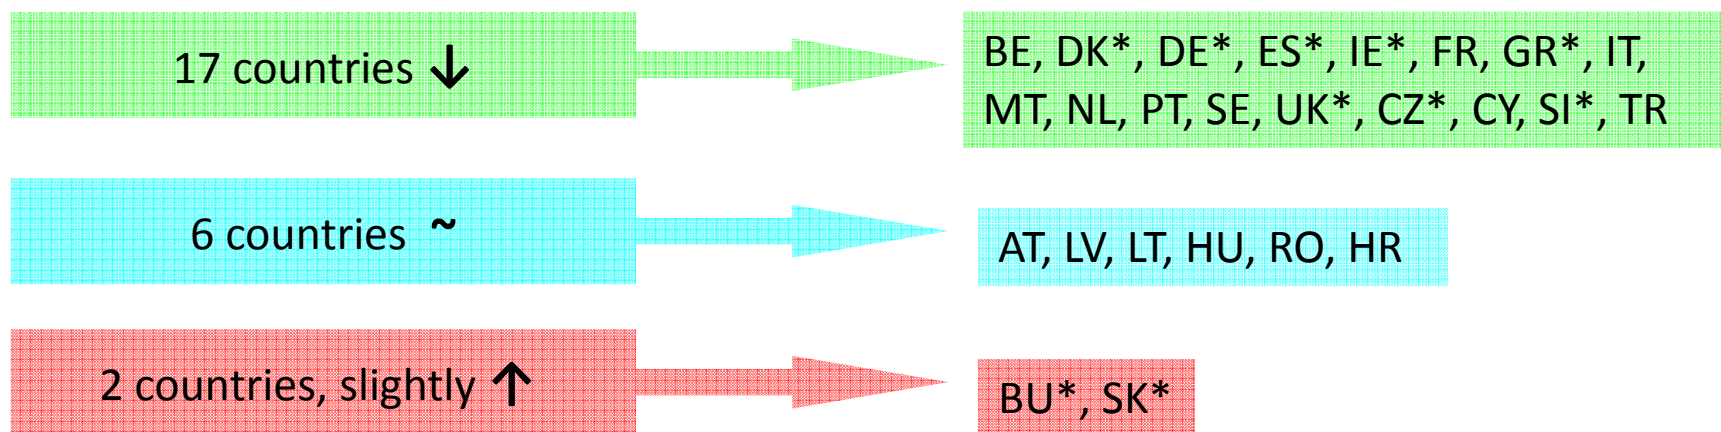 17 countries ↓
BE, DK*, DE*, ES*, IE*, FR, GR*, IT,
MT, NL, PT, SE, UK*, CZ*, CY, SI*, TR
6 countries ~
AT, LV, LT, HU, RO, HR
2 countries, slightly ↑
BU*, SK*